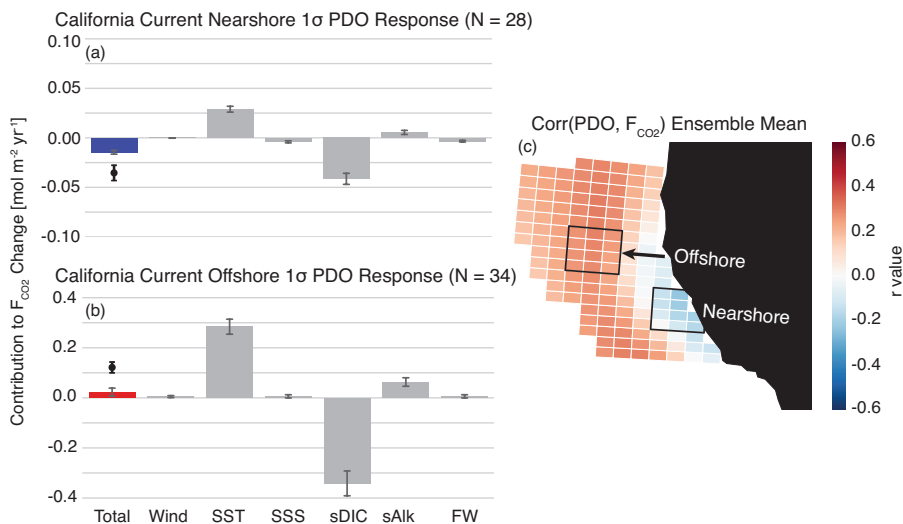 California Current Nearshore 1σ PDO Response (N = 28)
(a)
0.10
0.05
0.00
-0.05
-0.10
Contribution to F_CO2 Change [mol m⁻² yr⁻¹]
California Current Offshore 1σ PDO Response (N = 34)
(b)
0.4
0.2
0.0
-0.2
-0.4
Total Wind SST SSS sDIC sAlk FW
Corr(PDO, F_CO2) Ensemble Mean
(c)
Offshore
Nearshore
0.6
0.4
0.2
0.0
-0.2
-0.4
-0.6
r value